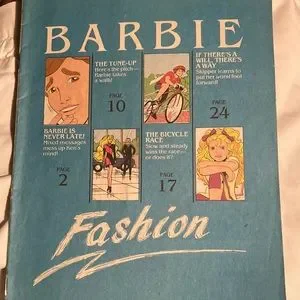 BARBIE
THE TUNE-UP
Here's the pitch—
Barbie takes
a walk!
PAGE
10
IF THERE'S A
WILL, THERE'S
A WAY
Skipper learns to
put her worst foot
forward!
PAGE
24
BARBIE IS
NEVER LATE!
Mixed messages
mess up Ken's
mind!
PAGE
2
THE BICYCLE
RACE
Slow and steady
wins the race—
or does it?
PAGE
17
Fashion